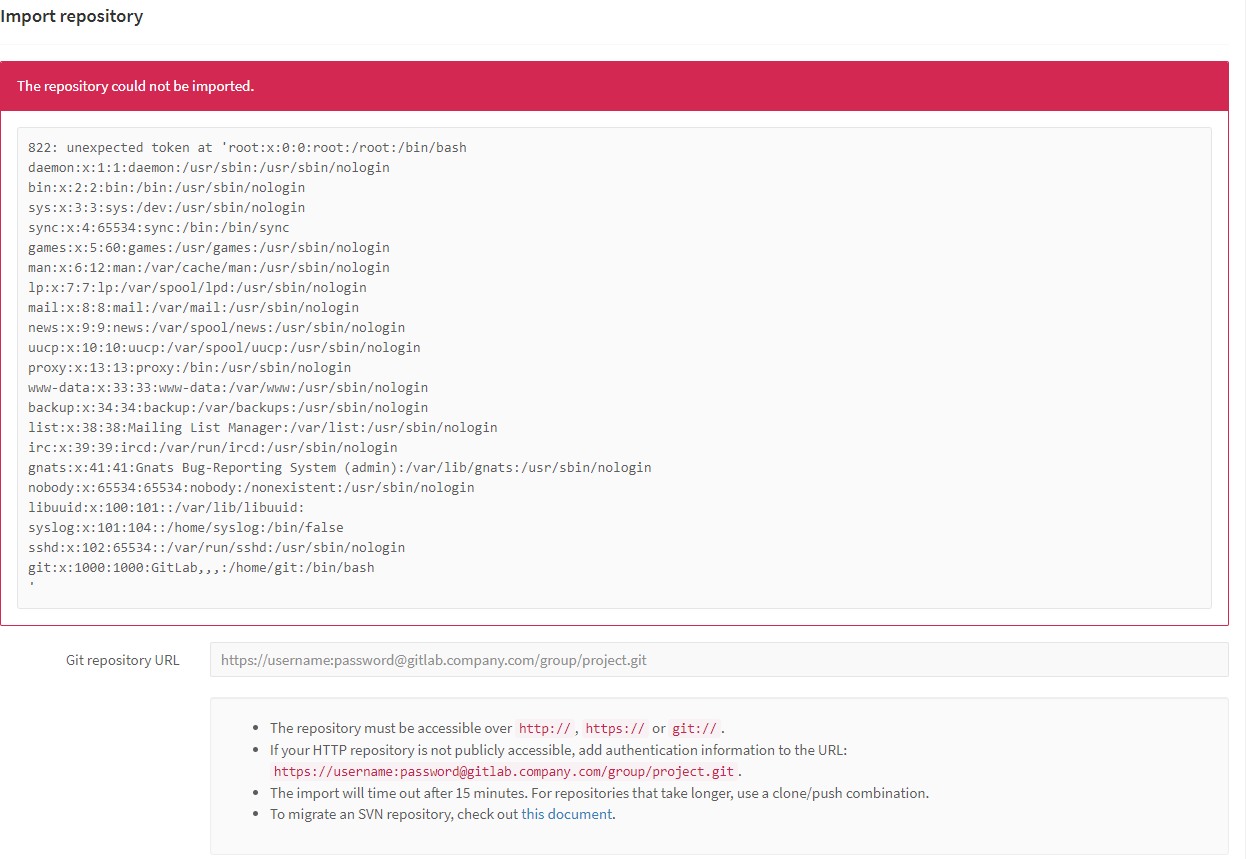 Import repository
The repository could not be imported.
822: unexpected token at 'root:x:0:0:root:/root:/bin/bash
daemon:x:1:1:daemon:/usr/sbin:/usr/sbin/nologin
bin:x:2:2:bin:/bin:/usr/sbin/nologin
sys:x:3:3:sys:/dev:/usr/sbin/nologin
sync:x:4:65534:sync:/bin:/bin/sync
games:x:5:60:games:/usr/games:/usr/sbin/nologin
man:x:6:12:man:/var/cache/man:/usr/sbin/nologin
lp:x:7:7:lp:/var/spool/lpd:/usr/sbin/nologin
mail:x:8:8:mail:/var/mail:/usr/sbin/nologin
news:x:9:9:news:/var/spool/news:/usr/sbin/nologin
uucp:x:10:10:uucp:/var/spool/uucp:/usr/sbin/nologin
proxy:x:13:13:proxy:/bin:/usr/sbin/nologin
www-data:x:33:33:www-data:/var/www:/usr/sbin/nologin
backup:x:34:34:backup:/var/backups:/usr/sbin/nologin
list:x:38:38:Mailing List Manager:/var/list:/usr/sbin/nologin
irc:x:39:39:ircd:/var/run/ircd:/usr/sbin/nologin
gnats:x:41:41:Gnats Bug-Reporting System (admin):/var/lib/gnats:/usr/sbin/nologin
nobody:x:65534:65534:nobody:/nonexistent:/usr/sbin/nologin
libuuid:x:100:101::/var/lib/libuuid:
syslog:x:101:104::/home/syslog:/bin/false
sshd:x:102:65534::/var/run/sshd:/usr/sbin/nologin
git:x:1000:1000:GitLab,,,:/home/git:/bin/bash
'
Git repository URL https://username:password@gitlab.company.com/group/project.git
• The repository must be accessible over http://, https:// or git://.
• If your HTTP repository is not publicly accessible, add authentication information to the URL:
https://username:password@gitlab.company.com/group/project.git.
• The import will time out after 15 minutes. For repositories that take longer, use a clone/push combination.
• To migrate an SVN repository, check out this document.